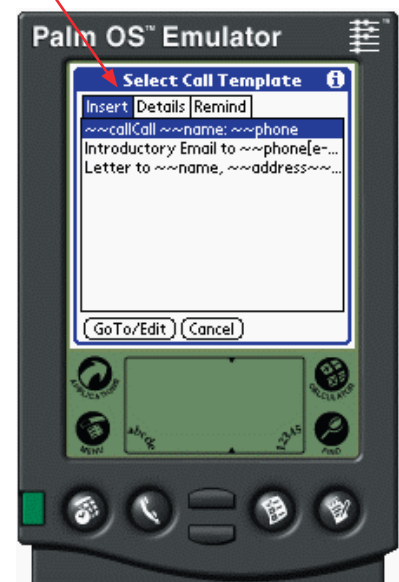 Palm OS™ Emulator
Select Call Template i
Insert Details Remind
~~callCall ~~name: ~~phone
Introductory Email to ~~phone[e-...
Letter to ~~name, ~~address~~...
GoTo/Edit Cancel
APPLICATIONS CALCULATOR
MENU abcde 12345 FIND